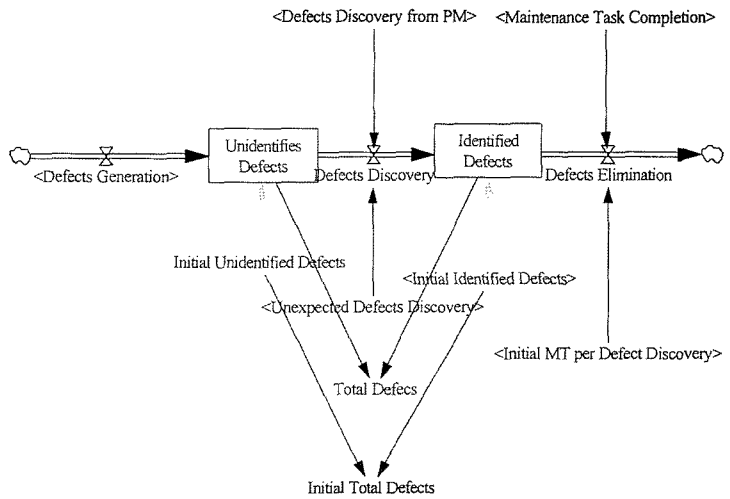 <Defects Discovery from PM>
<Maintenance Task Completion>
Unidentifies
Defects
Identified
Defects
<Defects Generation>
Defects Discovery
Defects Elimination
Initial Unidentified Defects
<Initial Identified Defects>
<Unexpected Defects Discovery>
<Initial MT per Defect Discovery>
Total Defecs
Initial Total Defects